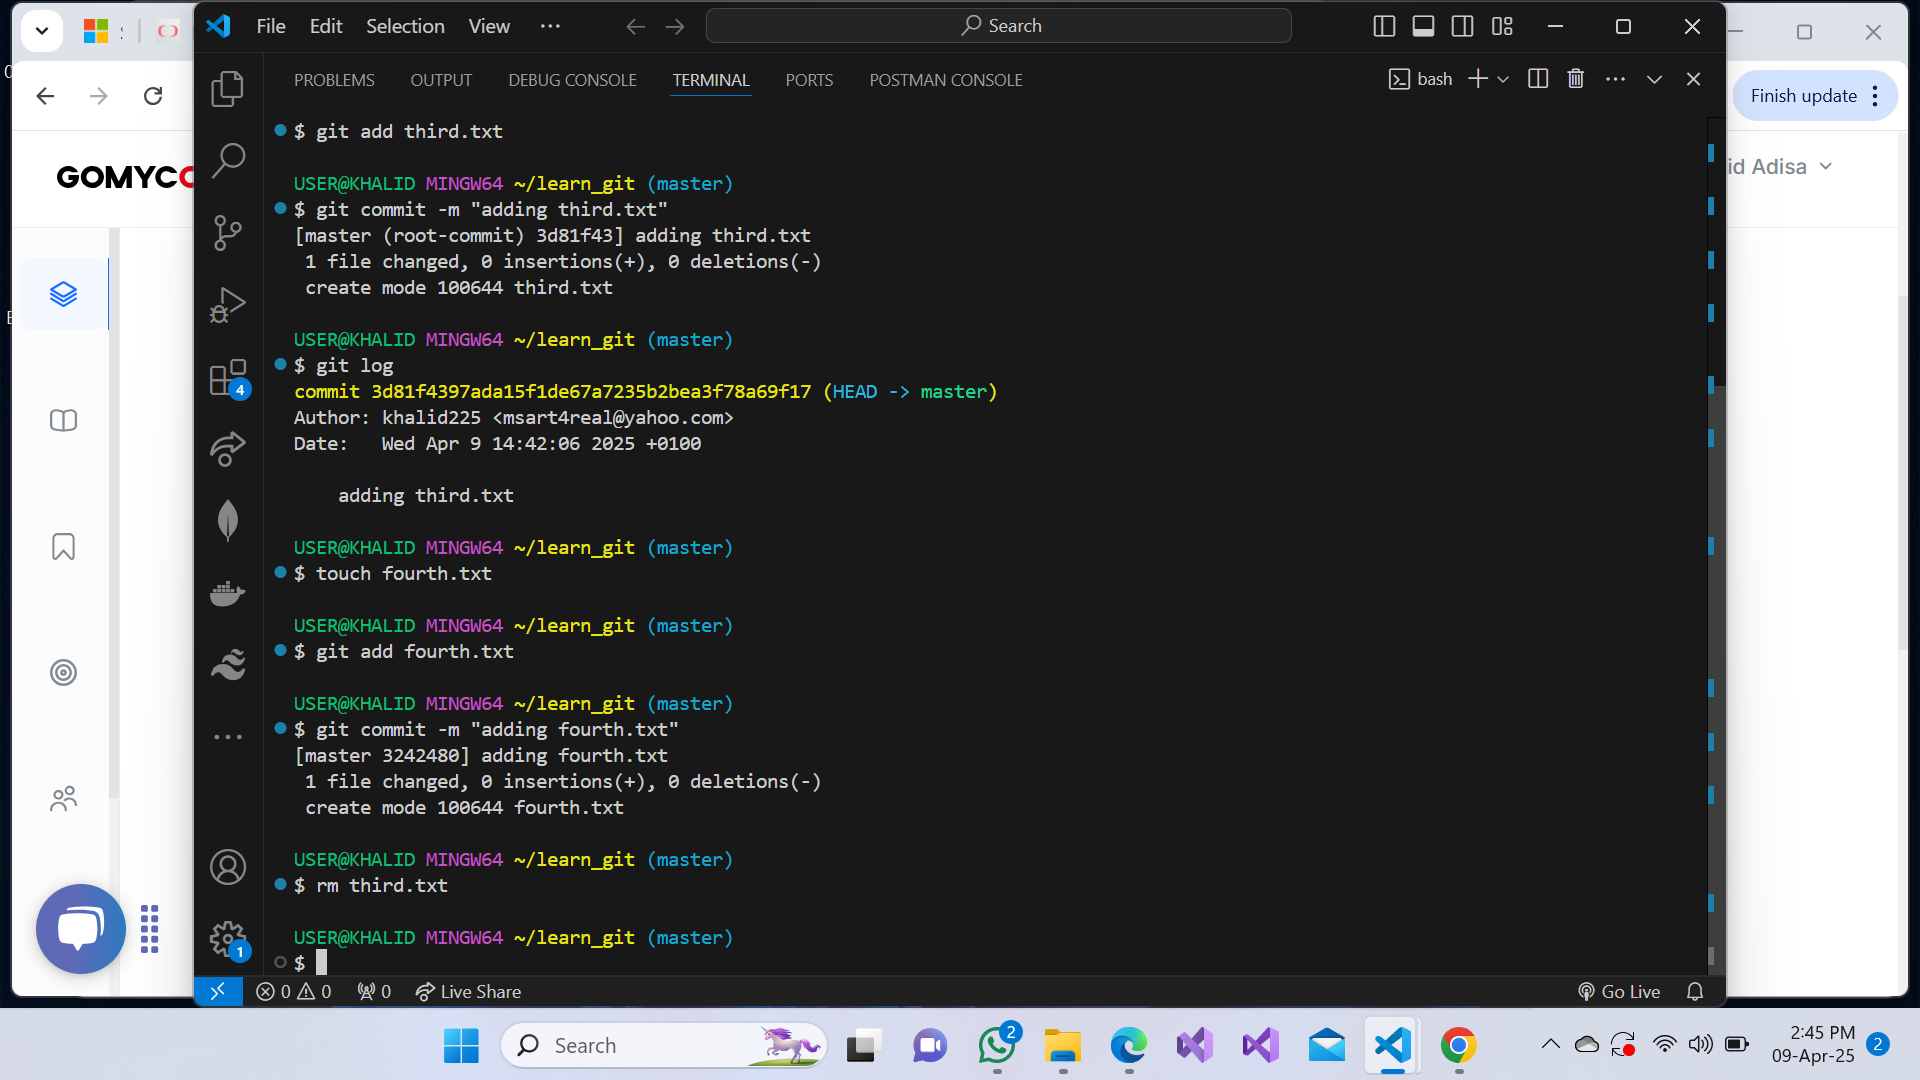 File Edit Selection View ··· Search
PROBLEMS OUTPUT DEBUG CONSOLE TERMINAL PORTS POSTMAN CONSOLE bash
Finish update
GOMYC
id Adisa
$ git add third.txt
USER@KHALID MINGW64 ~/learn_git (master)
$ git commit -m "adding third.txt"
[master (root-commit) 3d81f43] adding third.txt
1 file changed, 0 insertions(+), 0 deletions(-)
create mode 100644 third.txt
USER@KHALID MINGW64 ~/learn_git (master)
$ git log
commit 3d81f4397ada15f1de67a7235b2bea3f78a69f17 (HEAD -> master)
Author: khalid225 <msart4real@yahoo.com>
Date:   Wed Apr 9 14:42:06 2025 +0100
adding third.txt
USER@KHALID MINGW64 ~/learn_git (master)
$ touch fourth.txt
USER@KHALID MINGW64 ~/learn_git (master)
$ git add fourth.txt
USER@KHALID MINGW64 ~/learn_git (master)
$ git commit -m "adding fourth.txt"
[master 3242480] adding fourth.txt
1 file changed, 0 insertions(+), 0 deletions(-)
create mode 100644 fourth.txt
USER@KHALID MINGW64 ~/learn_git (master)
$ rm third.txt
USER@KHALID MINGW64 ~/learn_git (master)
$
4
1
0 0 0 Live Share Go Live
Search
2
2:45 PM
09-Apr-25
2